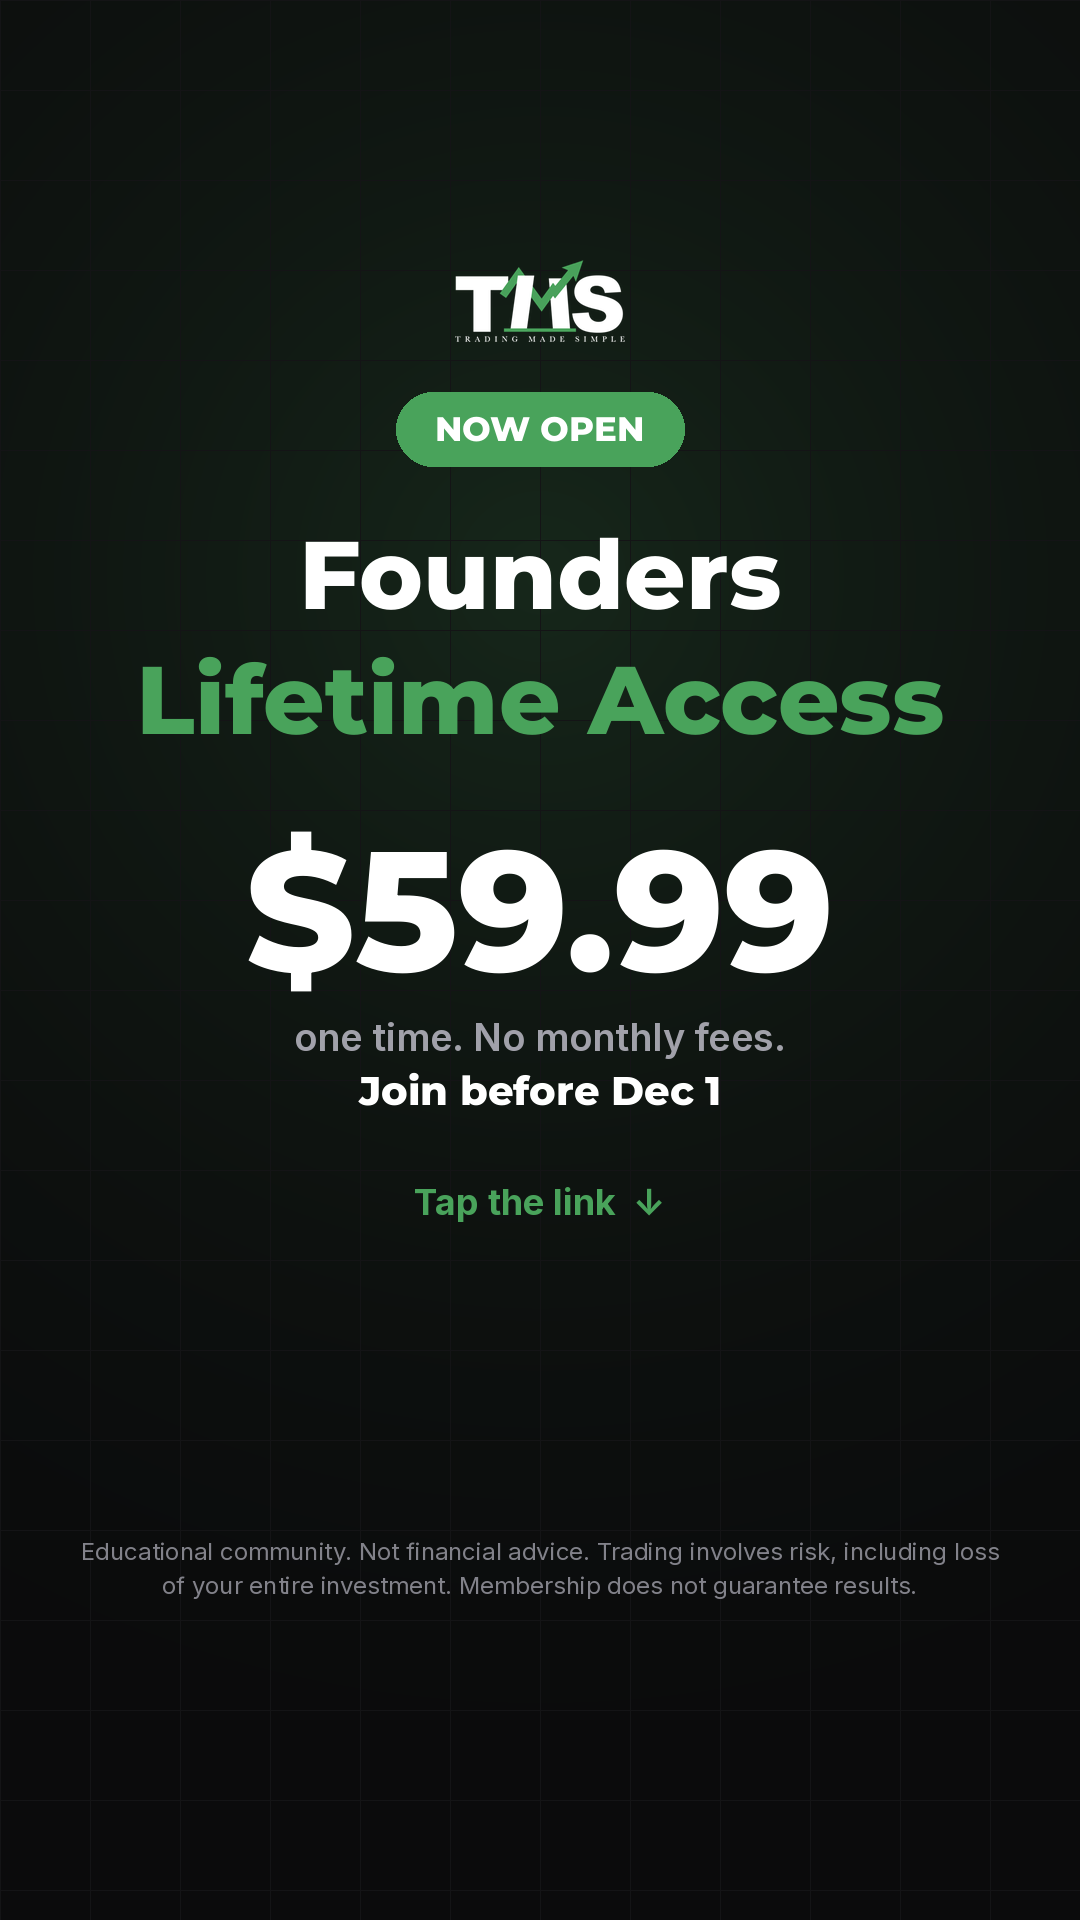 TMS
TRADING MADE SIMPLE
NOW OPEN
Founders
Lifetime Access
$59.99
one time. No monthly fees.
Join before Dec 1
Tap the link ↓
Educational community. Not financial advice. Trading involves risk, including loss
of your entire investment. Membership does not guarantee results.